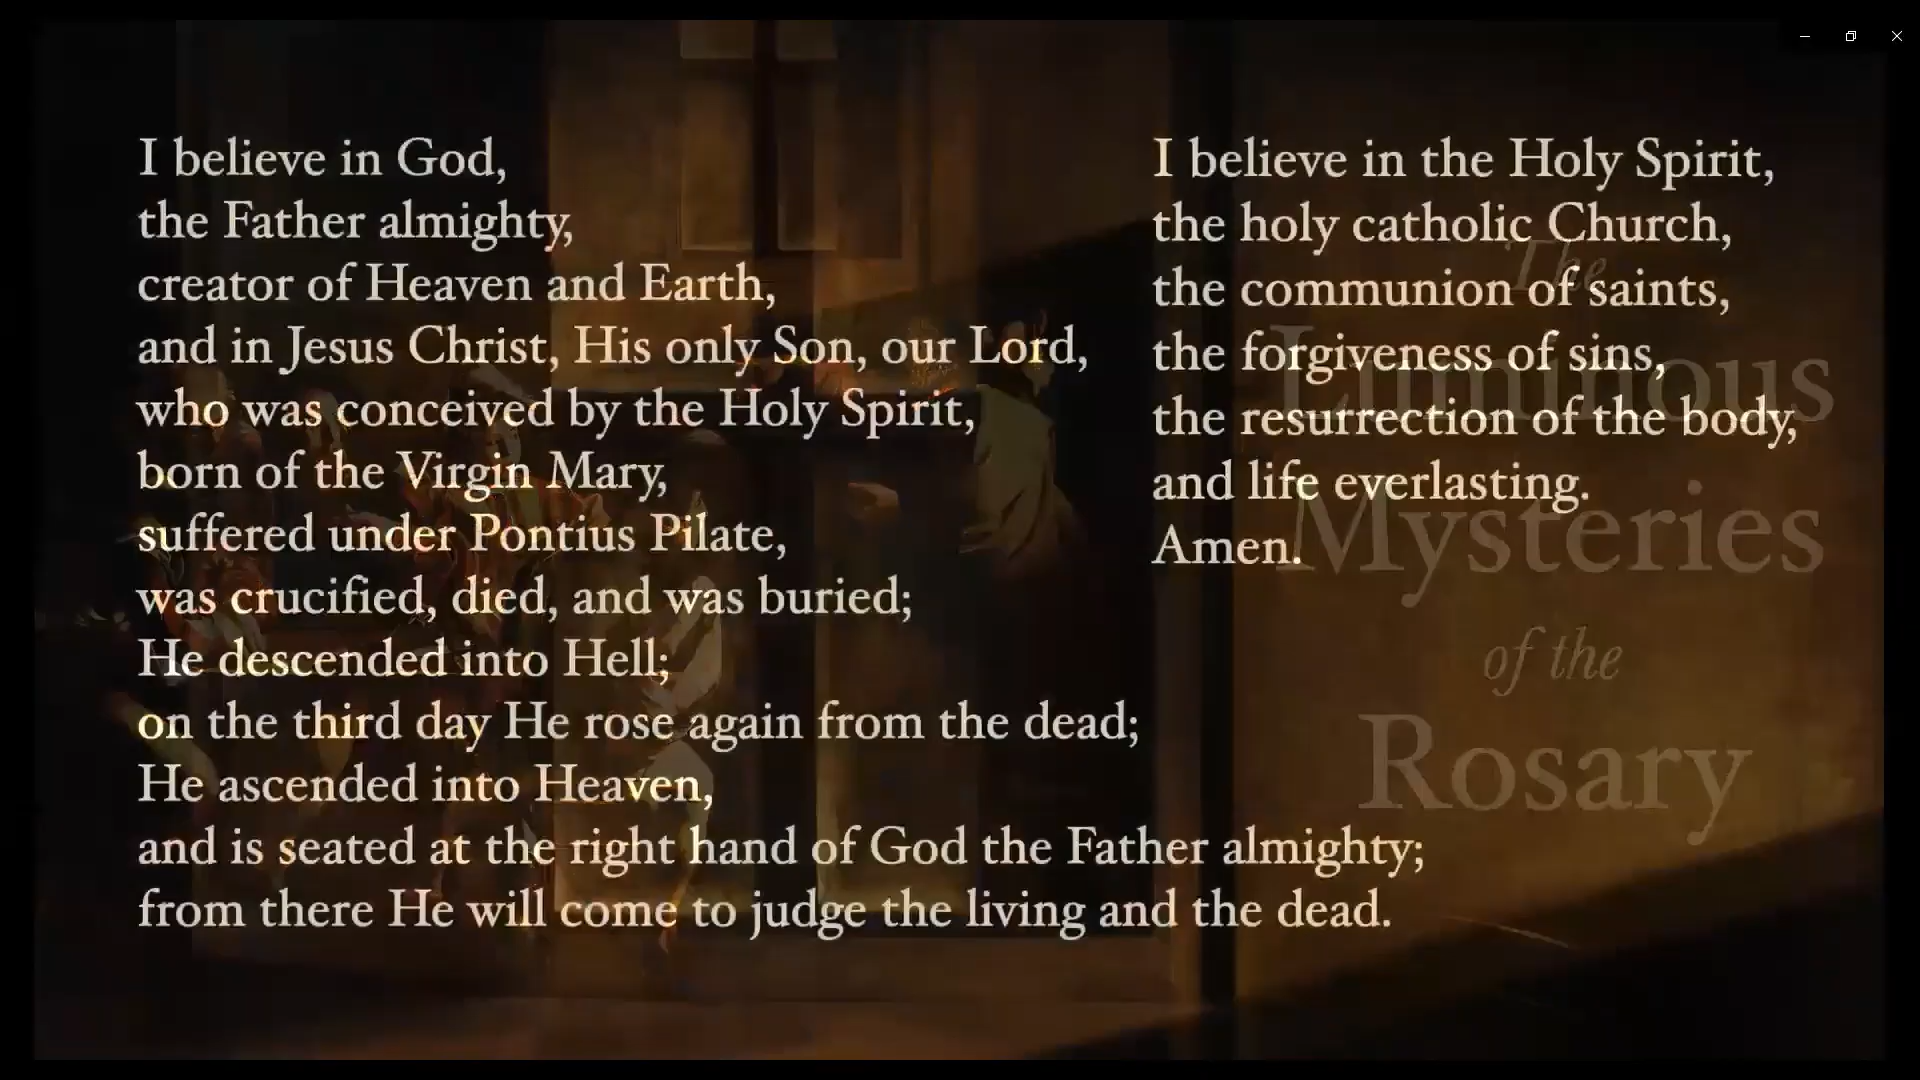 I believe in God,
the Father almighty,
creator of Heaven and Earth,
and in Jesus Christ, His only Son, our Lord,
who was conceived by the Holy Spirit,
born of the Virgin Mary,
suffered under Pontius Pilate,
was crucified, died, and was buried;
He descended into Hell;
on the third day He rose again from the dead;
He ascended into Heaven,
and is seated at the right hand of God the Father almighty;
from there He will come to judge the living and the dead.
I believe in the Holy Spirit,
the holy catholic Church,
the communion of saints,
the forgiveness of sins,
the resurrection of the body,
and life everlasting.
Amen.
The
Luminous
Mysteries
of the
Rosary